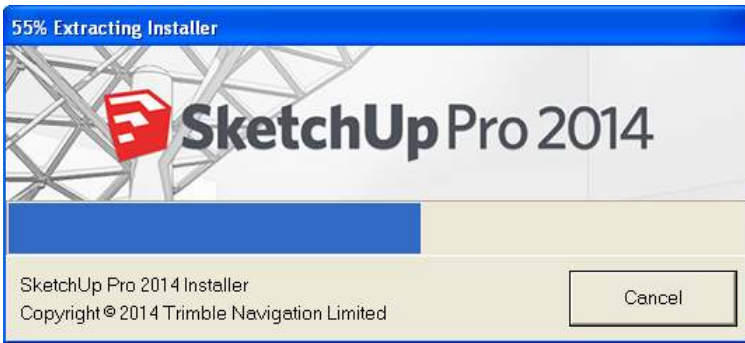 55% Extracting Installer
SketchUp Pro 2014
SketchUp Pro 2014 Installer
Copyright © 2014 Trimble Navigation Limited
Cancel